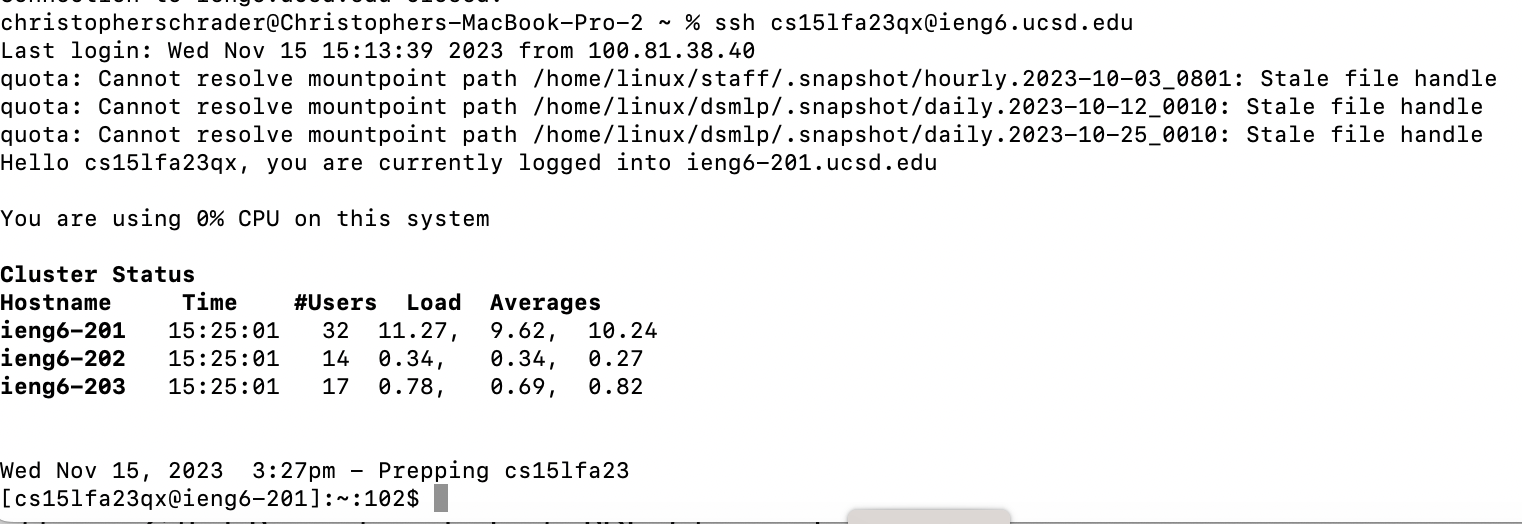 christopherschrader@Christophers-MacBook-Pro-2 ~ % ssh cs15lfa23qx@ieng6.ucsd.edu
Last login: Wed Nov 15 15:13:39 2023 from 100.81.38.40
quota: Cannot resolve mountpoint path /home/linux/staff/.snapshot/hourly.2023-10-03_0801: Stale file handle
quota: Cannot resolve mountpoint path /home/linux/dsmlp/.snapshot/daily.2023-10-12_0010: Stale file handle
quota: Cannot resolve mountpoint path /home/linux/dsmlp/.snapshot/daily.2023-10-25_0010: Stale file handle
Hello cs15lfa23qx, you are currently logged into ieng6-201.ucsd.edu
You are using 0% CPU on this system
Cluster Status
Hostname Time #Users Load Averages
ieng6-201 15:25:01 32 11.27, 9.62, 10.24
ieng6-202 15:25:01 14 0.34, 0.34, 0.27
ieng6-203 15:25:01 17 0.78, 0.69, 0.82
Wed Nov 15, 2023 3:27pm - Prepping cs15lfa23
[cs15lfa23qx@ieng6-201]:~:102$